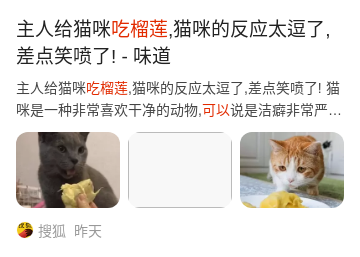 主人给猫咪吃榴莲,猫咪的反应太逗了,
差点笑喷了! - 味道
主人给猫咪吃榴莲,猫咪的反应太逗了,差点笑喷了! 猫
咪是一种非常喜欢干净的动物,可以说是洁癖非常严…
搜狐 昨天